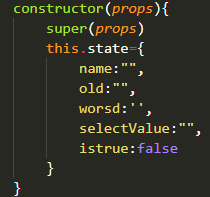 constructor(props){
super(props)
this.state={
name:"",
old:"",
worsd:'',
selectValue:"",
istrue:false
}
}